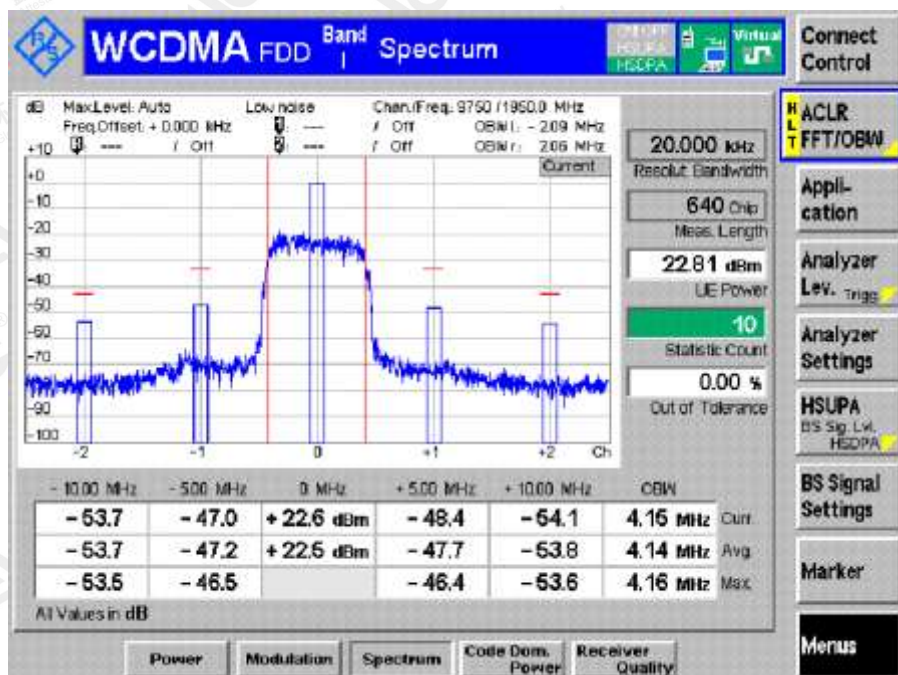 WCDMA FDD Band I Spectrum
HSUPA
HSDPA
Virtual
Connect Control
dB Max.Level: Auto Low noise Chan./Freq.: 9750 / 1950.0 MHz
Freq.Offset: + 0.000 kHz 1: --- / Off OBW l: - 2.09 MHz
3: --- / Off 2: --- / Off OBW r: 2.06 MHz
Current
+10
+0
-10
-20
-30
-40
-50
-60
-70
-90
-100
-2 -1 0 +1 +2 Ch
20.000 kHz
Resolut. Bandwidth
640 Chip
Meas. Length
22.81 dBm
UE Power
10
Statistic Count
0.00 %
Out of Tolerance
- 10.00 MHz - 5.00 MHz 0 MHz + 5.00 MHz + 10.00 MHz OBW
- 53.7 - 47.0 + 22.6 dBm - 48.4 - 54.1 4.15 MHz Curr.
- 53.7 - 47.2 + 22.5 dBm - 47.7 - 53.8 4.14 MHz Avg.
- 53.5 - 46.5 - 46.4 - 53.6 4.16 MHz Max.
All Values in dB
HLT
ACLR
FFT/OBW
Appli-
cation
Analyzer
Lev. Trigg.
Analyzer
Settings
HSUPA
BS Sig. Lvl.
HSDPA
BS Signal
Settings
Marker
Menus
Power
Modulation
Spectrum
Code Dom. Power
Receiver Quality